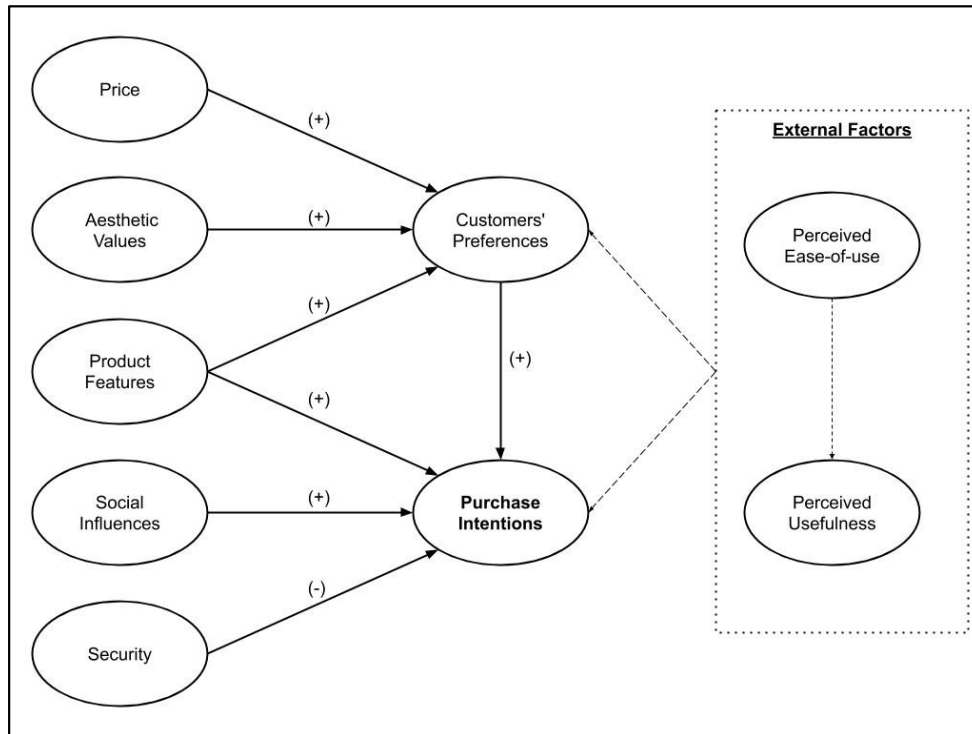 Price
(+)
External Factors
Aesthetic
Values
(+)
Customers'
Preferences
Perceived
Ease-of-use
(+)
Product
Features
(+)
(+)
Social
Influences
(+)
Purchase
Intentions
Perceived
Usefulness
(-)
Security